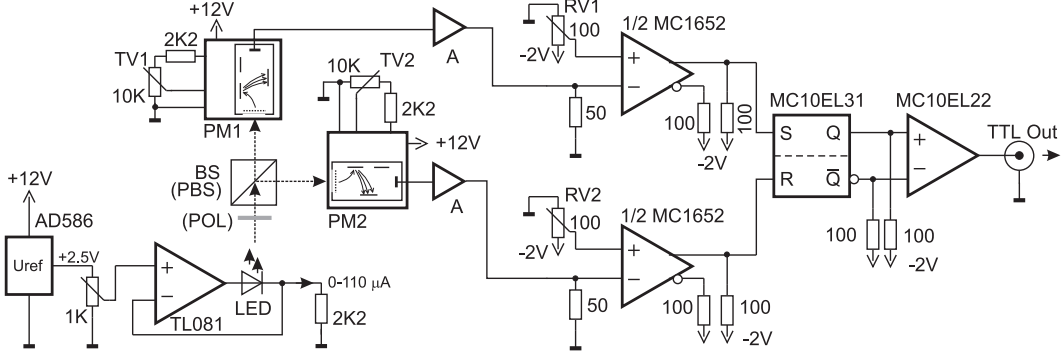 +12V
2K2
TV1
10K
PM1
10K
TV2
2K2
+12V
PM2
A
A
RV1
100
-2V
1/2 MC1652
+
−
50
100
100
-2V
MC10EL31
S
Q
R
Q̅
MC10EL22
+
−
TTL Out
100
100
-2V
BS
(PBS)
(POL)
RV2
100
-2V
1/2 MC1652
+
−
50
100
100
-2V
+12V
AD586
Uref
+2.5V
1K
+
−
TL081
LED
0-110 µA
2K2